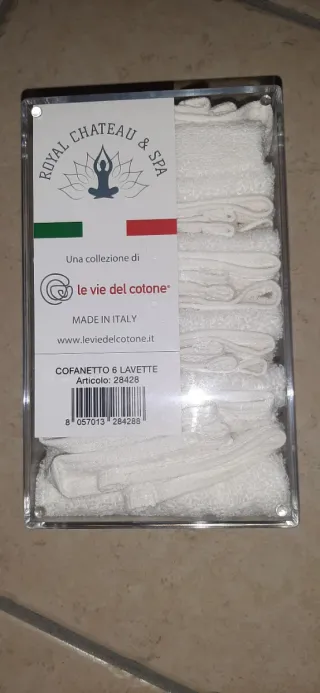 ROYAL CHATEAU & SPA
Una collezione di
le vie del cotone®
MADE IN ITALY
www.leviedelcotone.it
COFANETTO 6 LAVETTE
Articolo: 28428
8 057013 284288